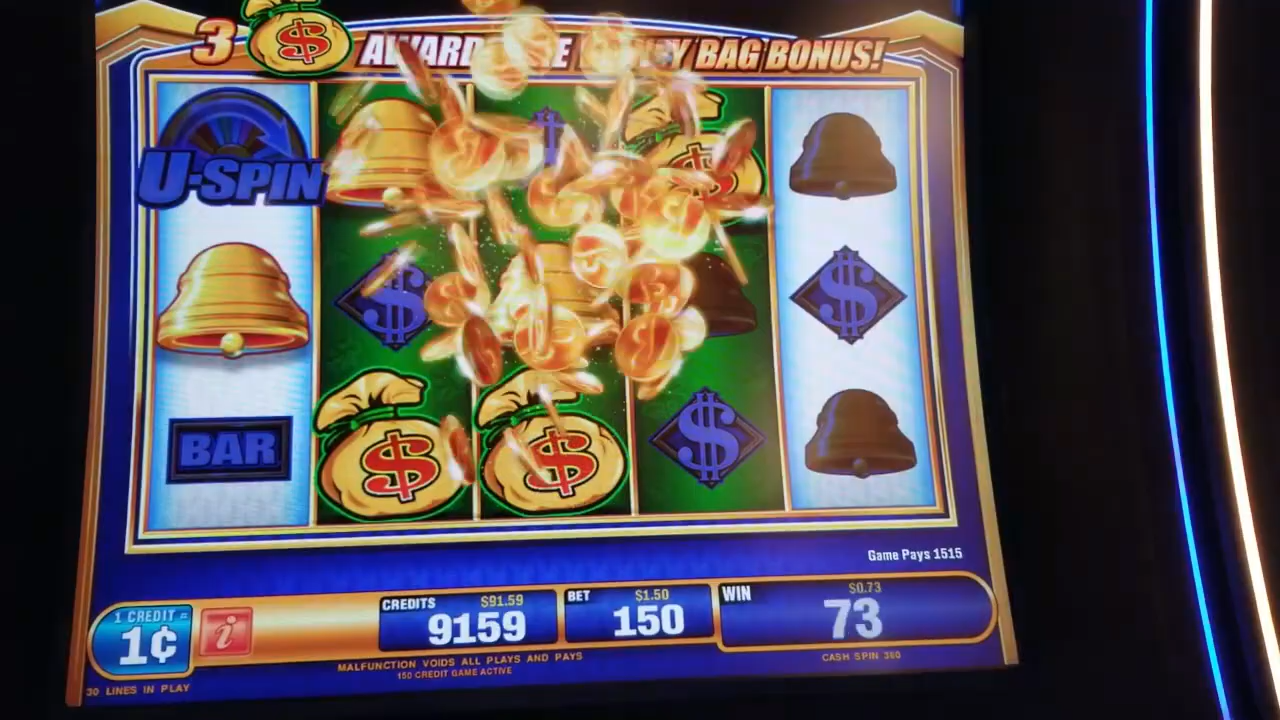 3 $ AWARD BAG BONUS!
U-SPIN
$
$
$
$
BAR
$
$
$
Game Pays 1515
1 CREDIT =
1¢
i
CREDITS $91.59
9159
BET $1.50
150
WIN $0.73
73
MALFUNCTION VOIDS ALL PLAYS AND PAYS
150 CREDIT GAME ACTIVE
CASH SPIN 360
30 LINES IN PLAY